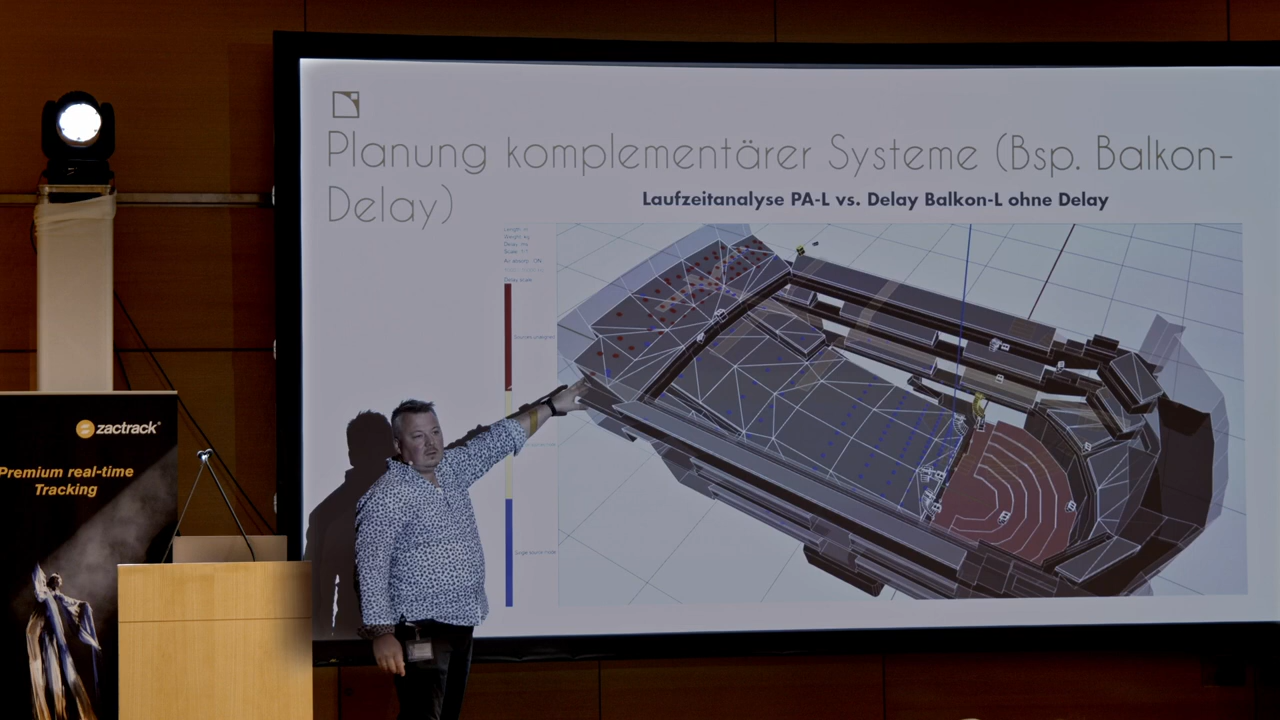 Planung komplementärer Systeme (Bsp. Balkon-
Delay)
Laufzeitanalyse PA-L vs. Delay Balkon-L ohne Delay
zactrack
Premium real-time
Tracking